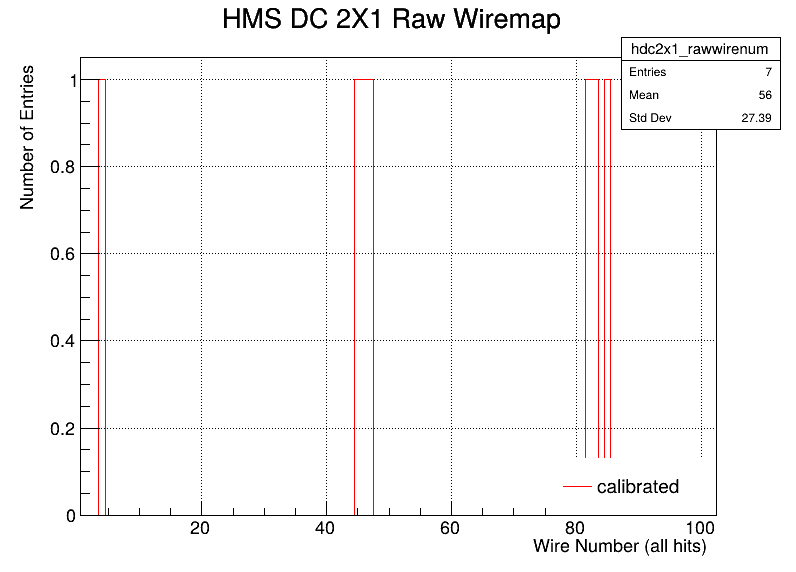 HMS DC 2X1 Raw Wiremap
hdc2x1_rawwirenum
Entries 7
Mean 56
Std Dev 27.39
Number of Entries
1
0.8
0.6
0.4
0.2
0
calibrated
20 40 60 80 100
Wire Number (all hits)